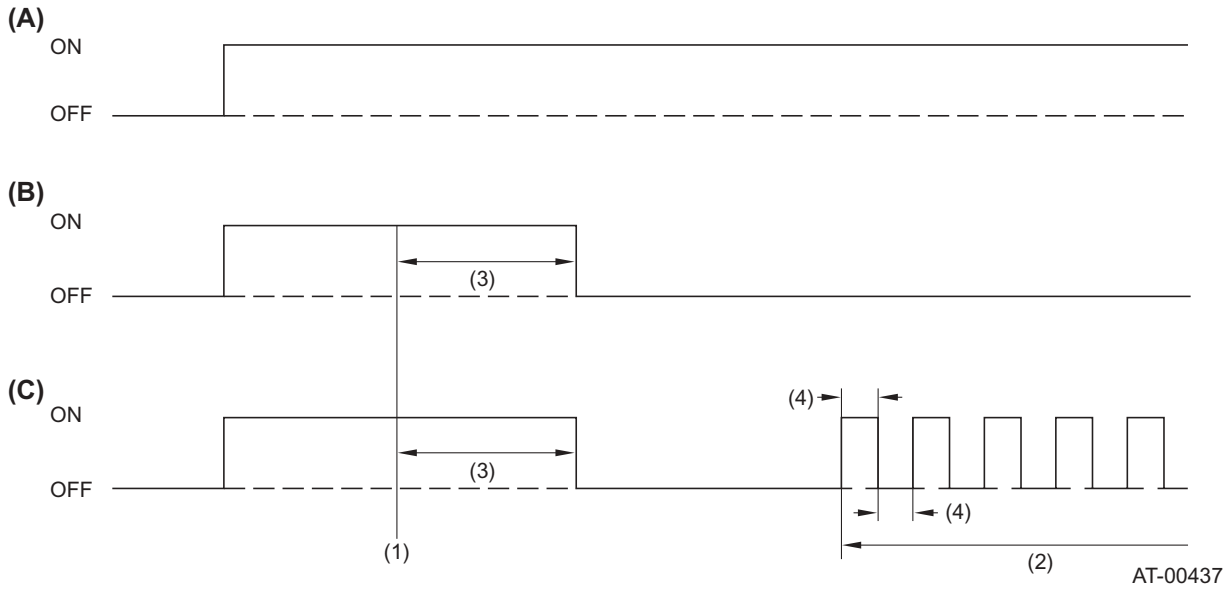 (A)
ON
OFF
(B)
ON
(3)
OFF
(C)
ON
(4)
(3)
OFF
(4)
(1)
(2)
AT-00437